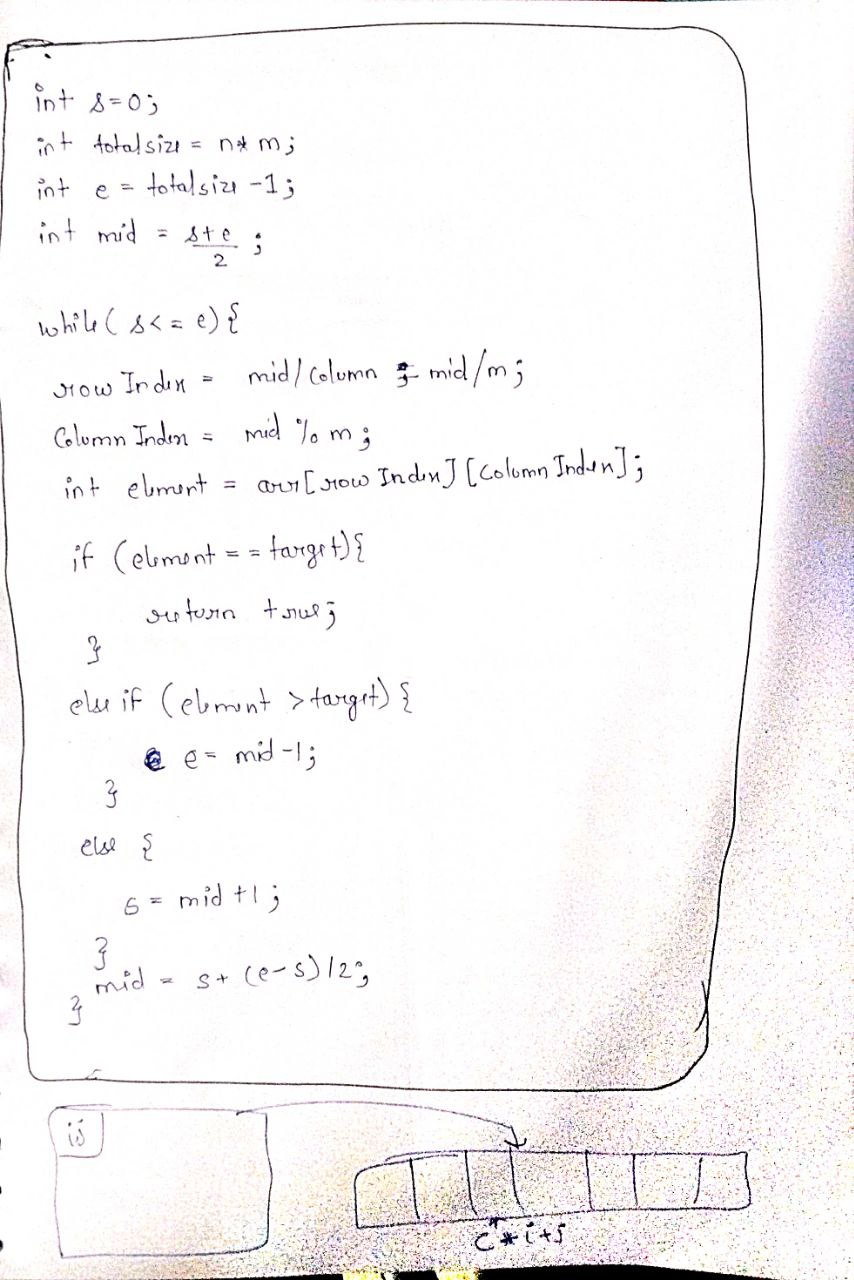 int s=0;
int totalsize = n* m;
int e = totalsize -1;
int mid = s+e/2 ;
while( s<= e) {
row Index = mid/column = mid/m;
Column Index = mid % m;
int element = arr[row Index] [Column Index];
if (element == target){
return true;
}
else if (element > target) {
e = mid-1;
}
else {
s = mid +1;
}
mid = s+ (e-s)/2;
}
ij
c*i+j